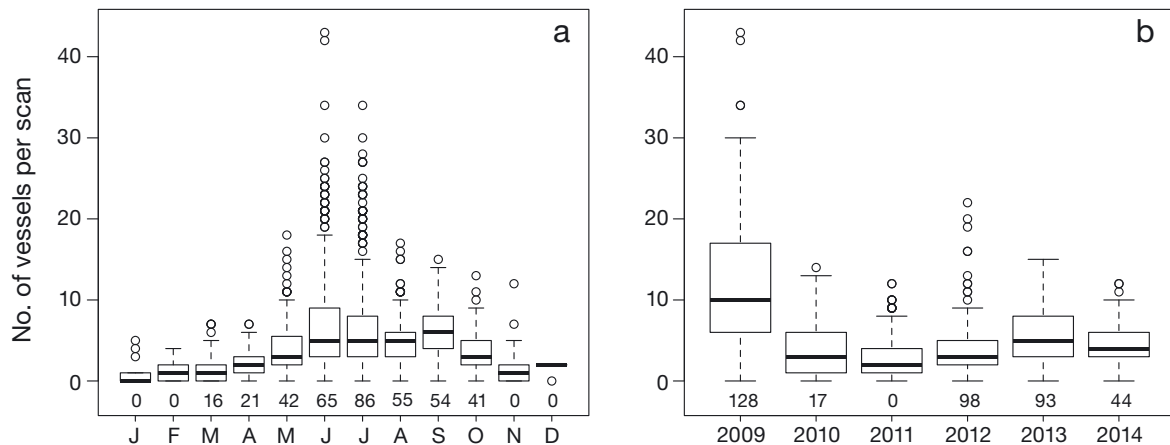 No. of vessels per scan
a
40
30
20
10
0
0 0 16 21 42 65 86 55 54 41 0 0
J F M A M J J A S O N D
b
40
30
20
10
0
128 17 0 98 93 44
2009 2010 2011 2012 2013 2014